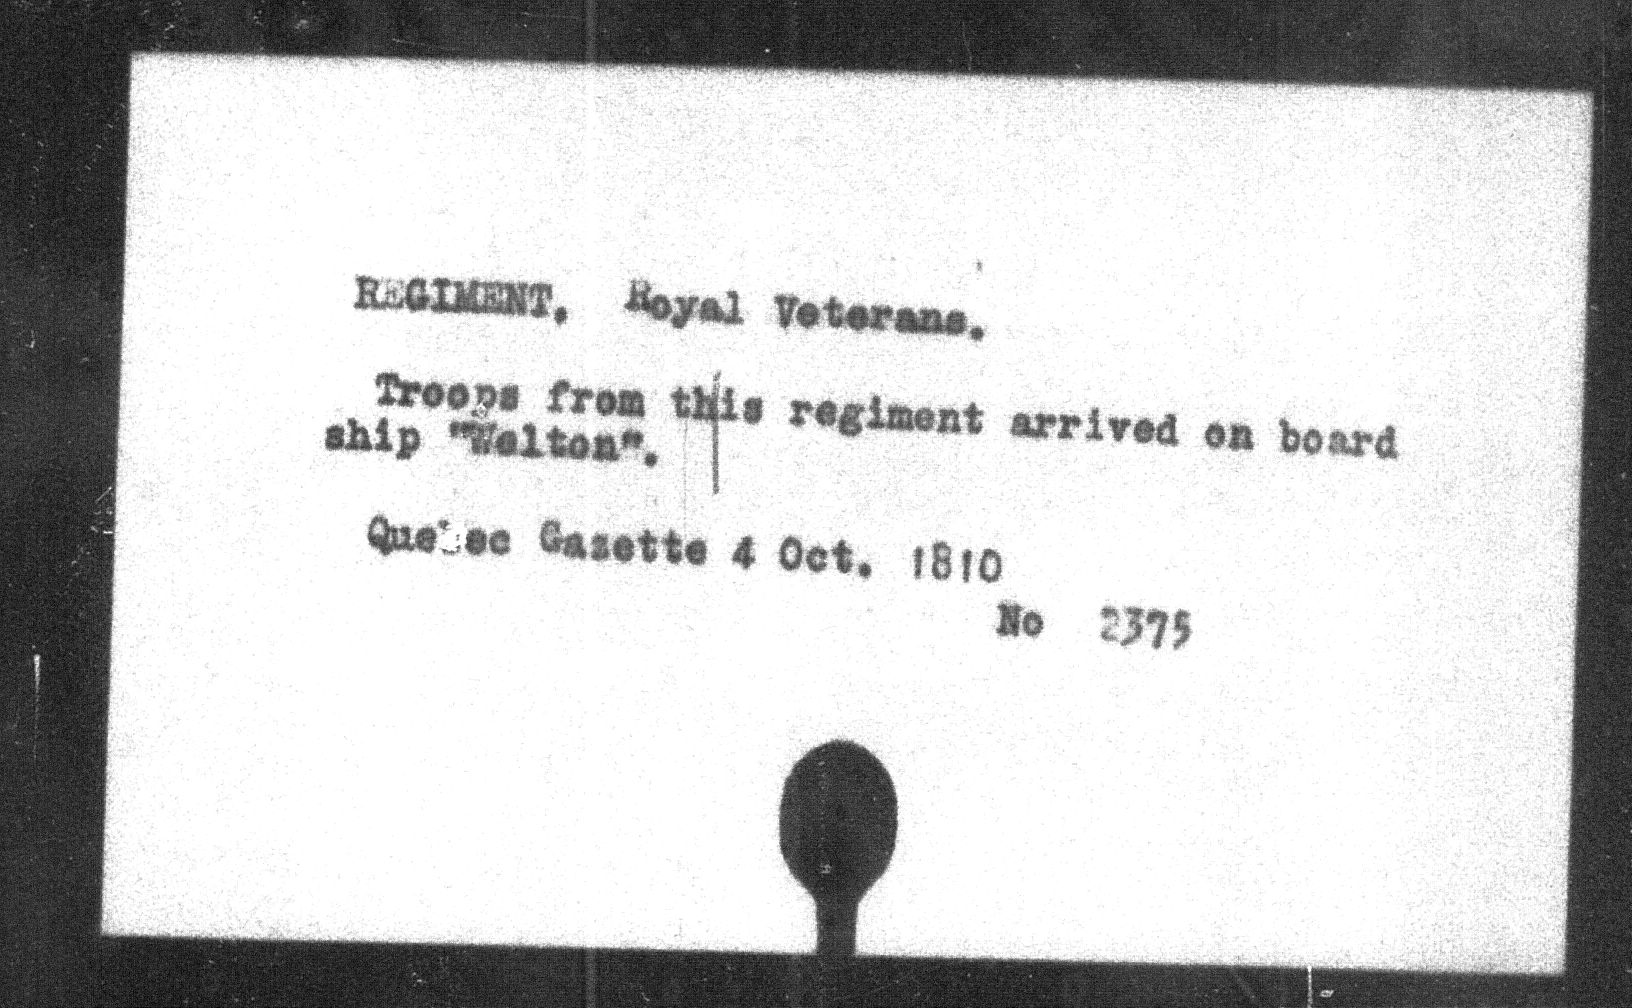 REGIMENT. Royal Veterans.
Troops from this regiment arrived on board
ship "Welton".
Quebec Gazette 4 Oct. 1810
No 2375